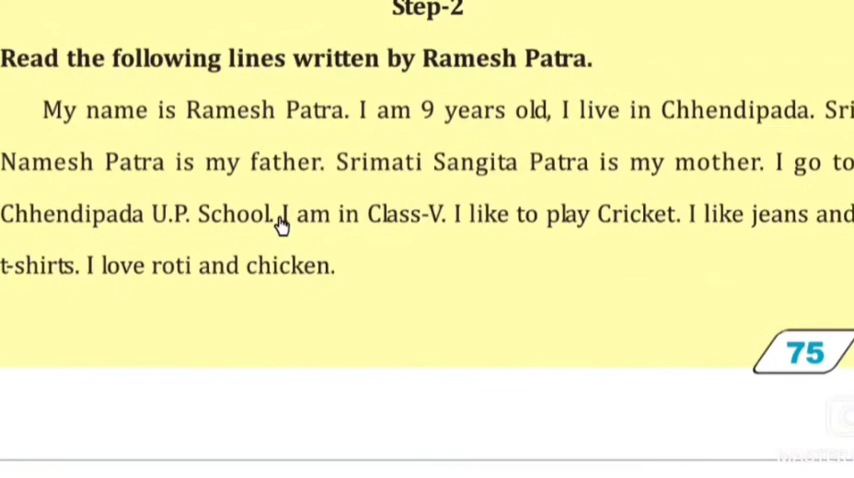 Step-2
Read the following lines written by Ramesh Patra.
My name is Ramesh Patra. I am 9 years old, I live in Chhendipada. Sri
Namesh Patra is my father. Srimati Sangita Patra is my mother. I go to
Chhendipada U.P. School. I am in Class-V. I like to play Cricket. I like jeans and
t-shirts. I love roti and chicken.
75